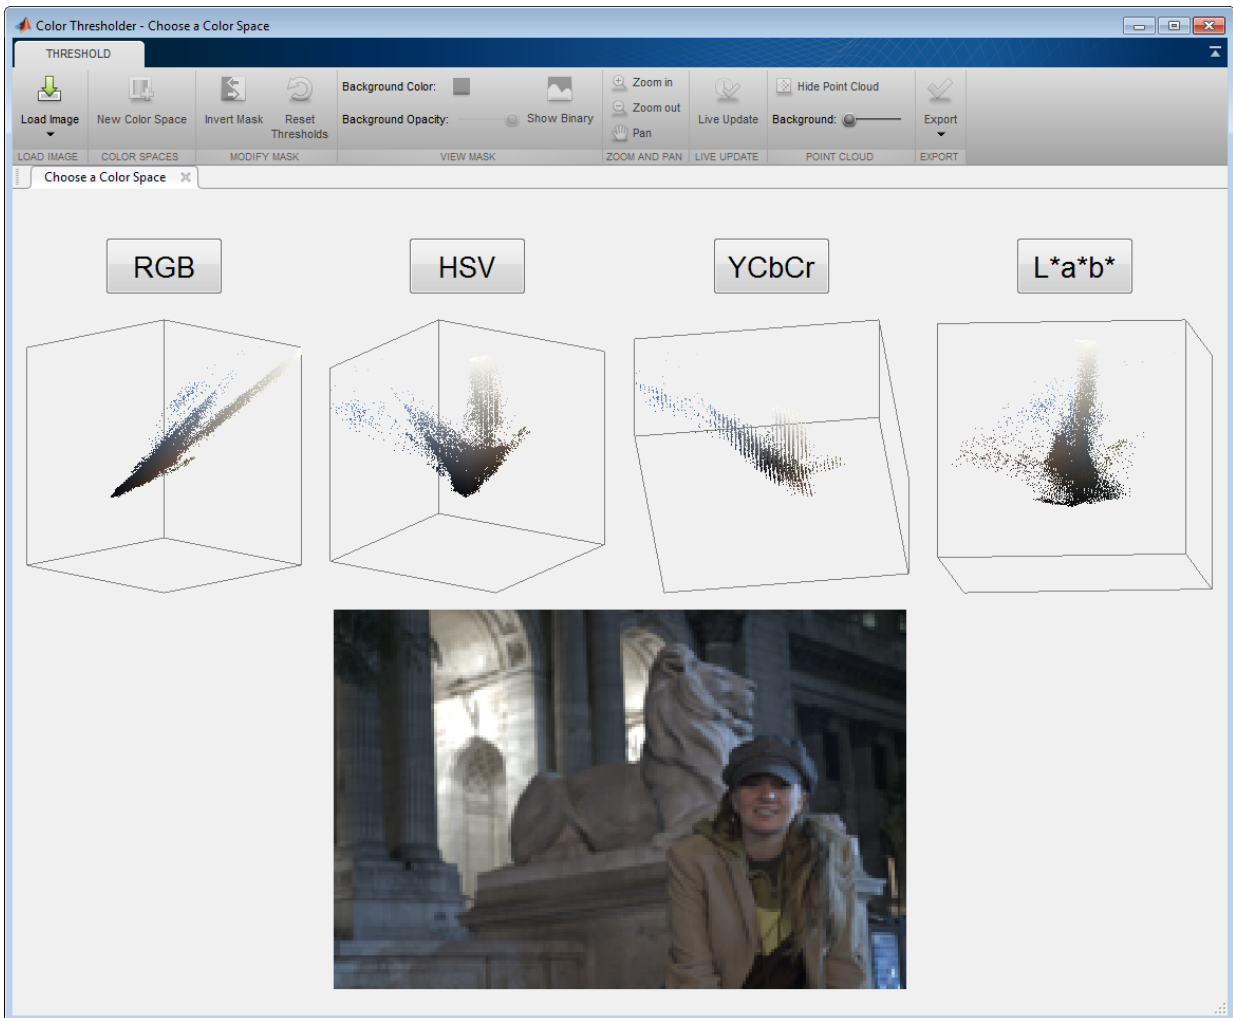 Color Thresholder - Choose a Color Space
THRESHOLD
Load Image
New Color Space
Invert Mask
Reset
Thresholds
Background Color:
Background Opacity:
Show Binary
Zoom in
Zoom out
Pan
Live Update
Hide Point Cloud
Background:
Export
LOAD IMAGE
COLOR SPACES
MODIFY MASK
VIEW MASK
ZOOM AND PAN
LIVE UPDATE
POINT CLOUD
EXPORT
Choose a Color Space
RGB
HSV
YCbCr
L*a*b*